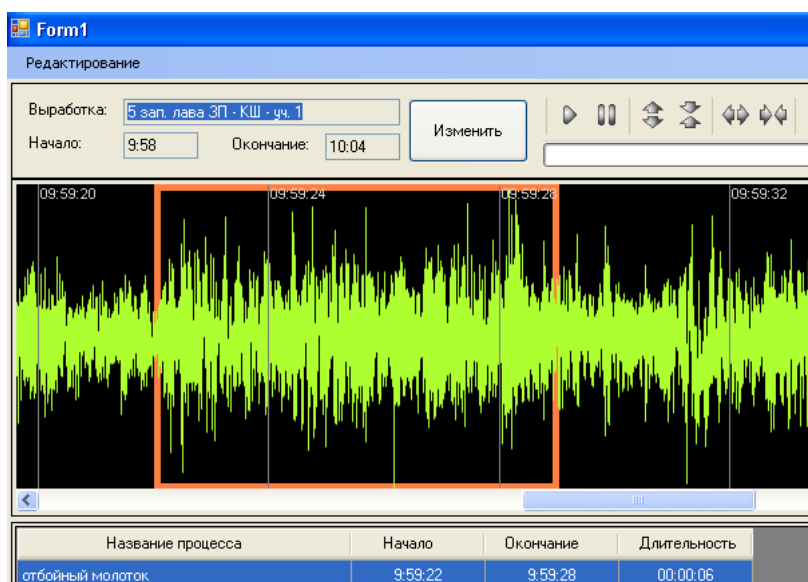 Form1
Редактирование
Выработка: 5 зап. лава ЗП - КШ - уч. 1
Изменить
Начало: 9:58 Окончание: 10:04
09:59:20 09:59:24 09:59:28 09:59:32
Название процесса Начало Окончание Длительность
отбойный молоток 9:59:22 9:59:28 00:00:06